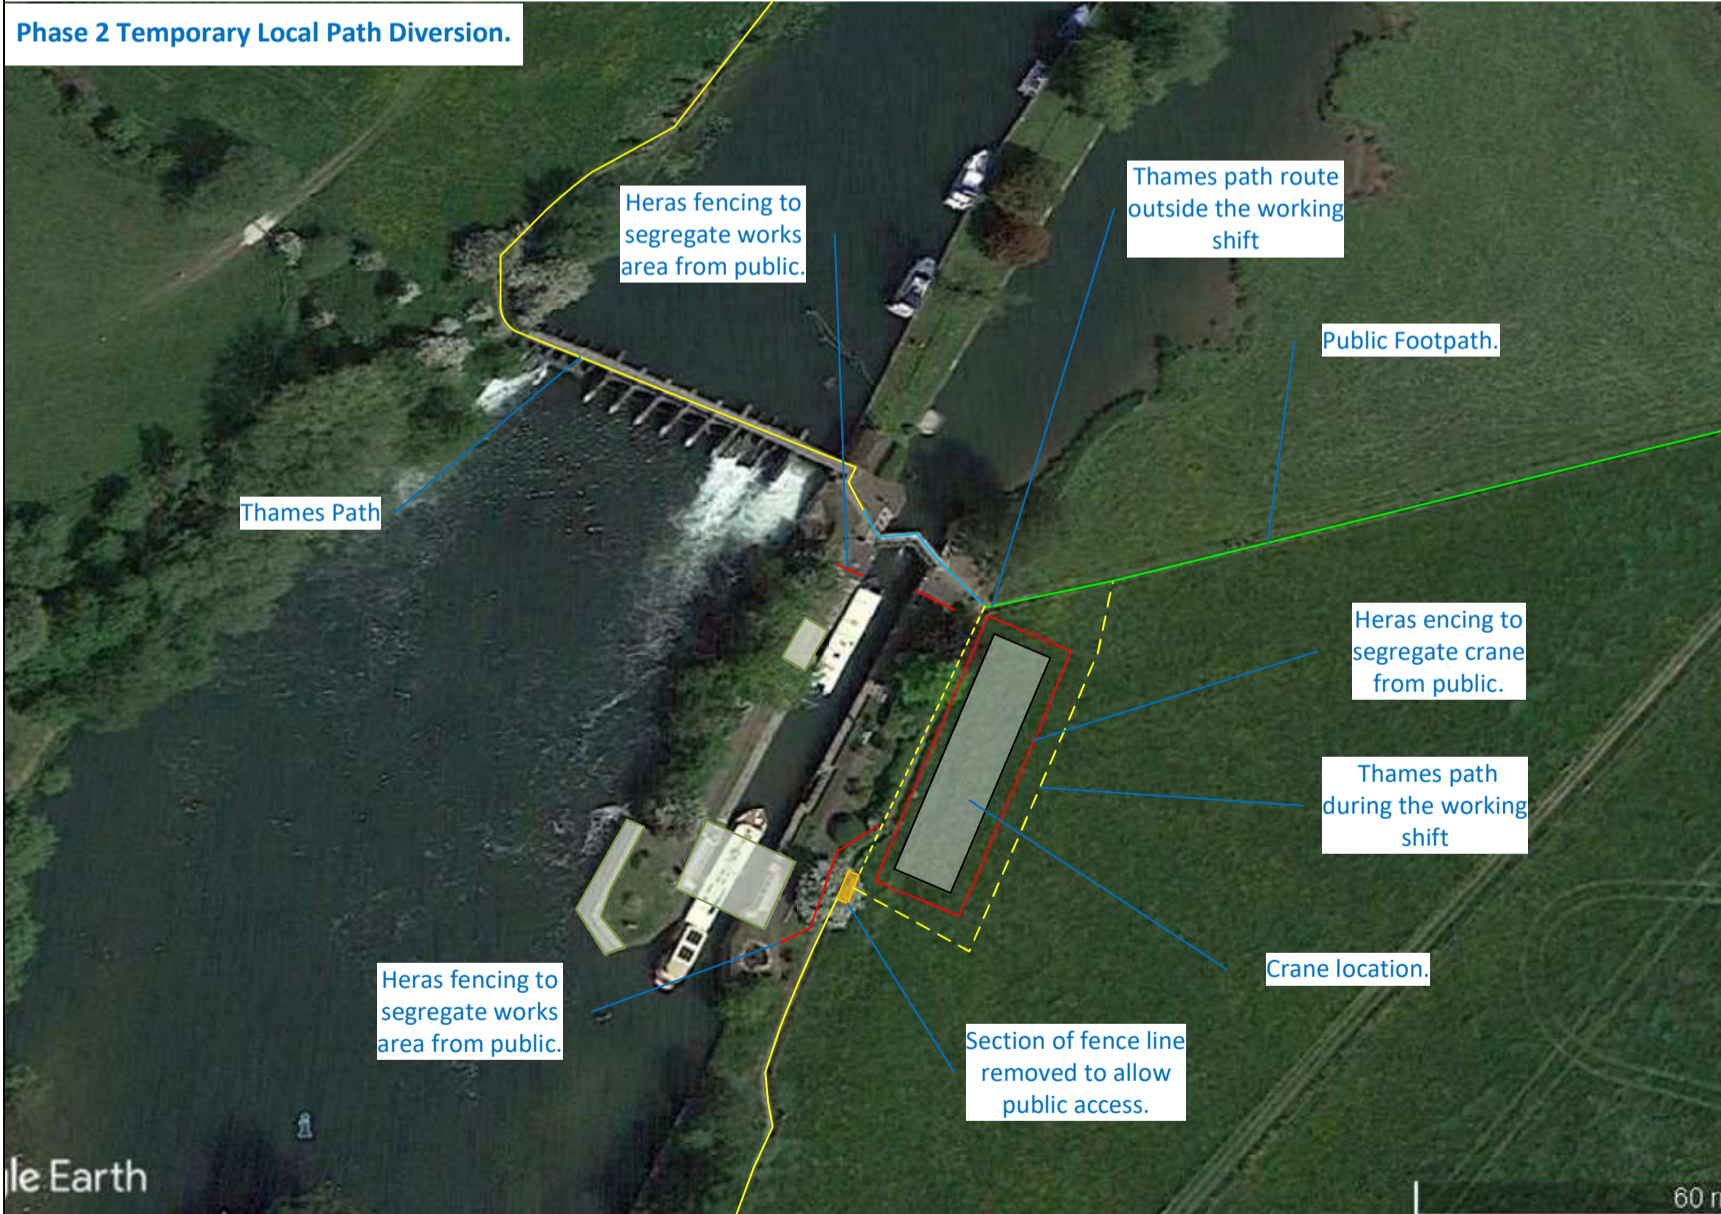 Phase 2 Temporary Local Path Diversion.
Heras fencing to
segregate works
area from public.
Thames path route
outside the working
shift
Public Footpath.
Thames Path
Heras encing to
segregate crane
from public.
Thames path
during the working
shift
Heras fencing to
segregate works
area from public.
Crane location.
Section of fence line
removed to allow
public access.
le Earth
60